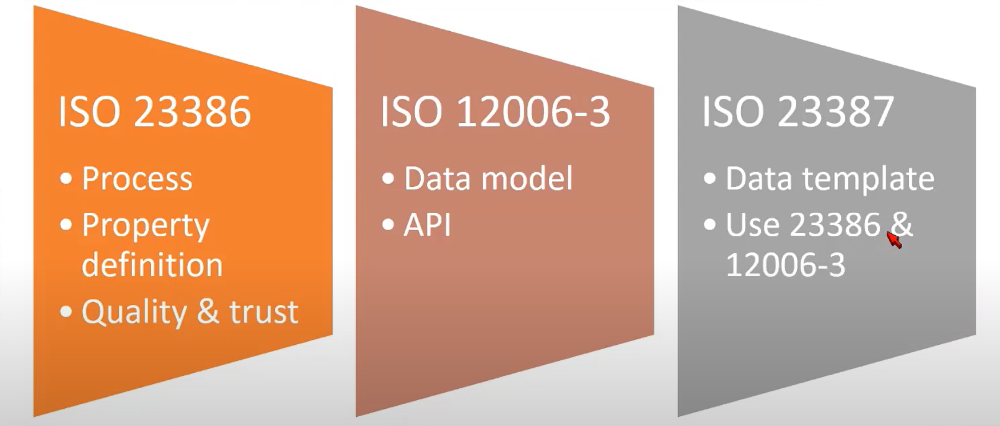 ISO 23386
• Process
• Property
definition
• Quality & trust
ISO 12006-3
• Data model
• API
ISO 23387
• Data template
• Use 23386 &
12006-3